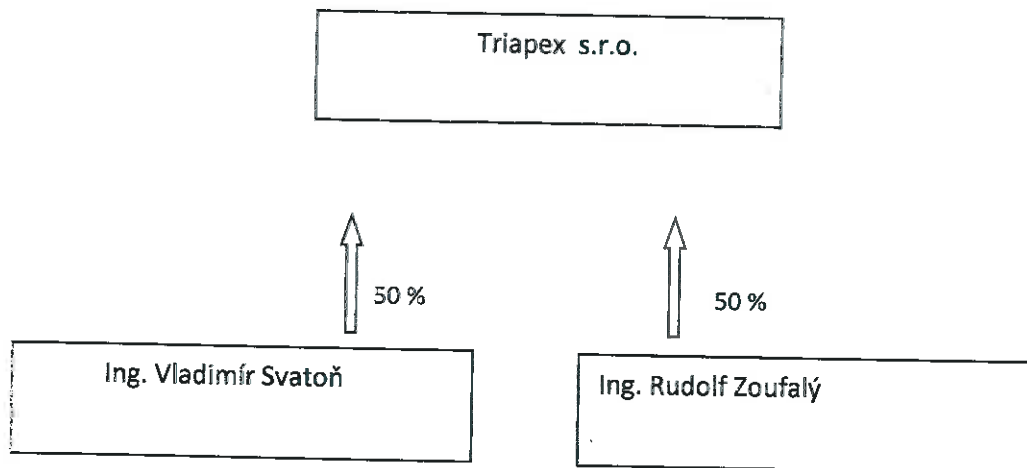 Triapex s.r.o.
50 %
50 %
Ing. Vladimír Svatoň
Ing. Rudolf Zoufalý